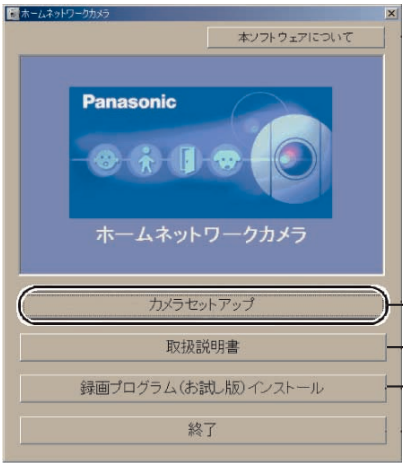 ホームネットワークカメラ
本ソフトウェアについて
Panasonic
ホームネットワークカメラ
カメラセットアップ
取扱説明書
録画プログラム(お試し版)インストール
終了